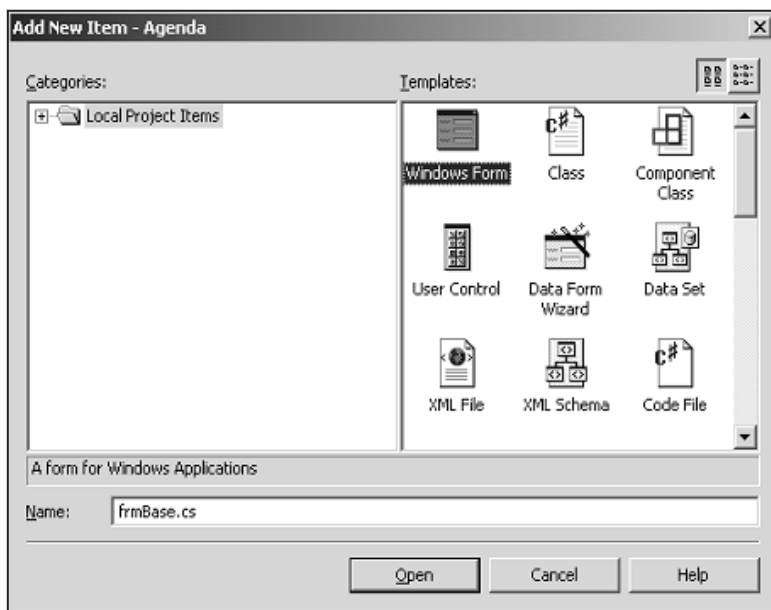 Add New Item - Agenda
Categories:
Templates:
Local Project Items
Windows Form
Class
Component
Class
User Control
Data Form
Wizard
Data Set
XML File
XML Schema
Code File
A form for Windows Applications
Name:
frmBase.cs
Open
Cancel
Help